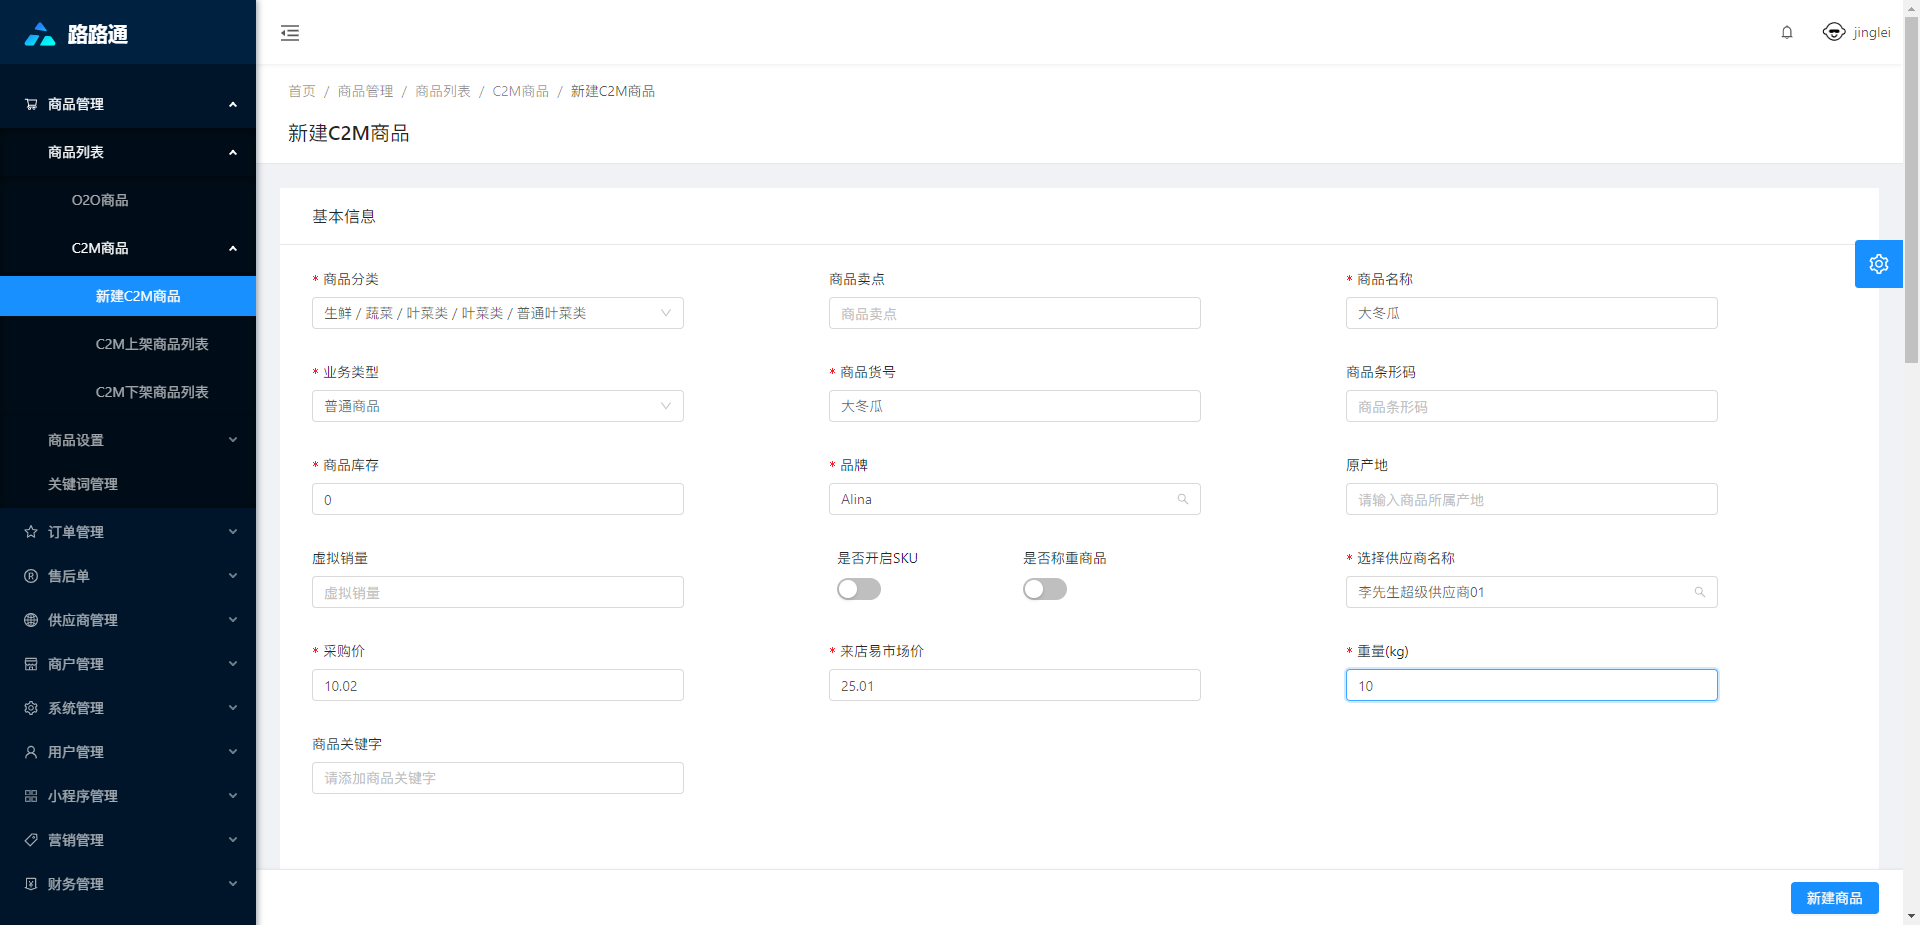 路路通
jinglei
商品管理
商品列表
O2O商品
C2M商品
新建C2M商品
C2M上架商品列表
C2M下架商品列表
商品设置
关键词管理
订单管理
售后单
供应商管理
商户管理
系统管理
用户管理
小程序管理
营销管理
财务管理
首页 / 商品管理 / 商品列表 / C2M商品 / 新建C2M商品
新建C2M商品
基本信息
* 商品分类
生鲜 / 蔬菜 / 叶菜类 / 叶菜类 / 普通叶菜类
商品卖点
商品卖点
* 商品名称
大冬瓜
* 业务类型
普通商品
* 商品货号
大冬瓜
商品条形码
商品条形码
* 商品库存
0
* 品牌
Alina
原产地
请输入商品所属产地
虚拟销量
虚拟销量
是否开启SKU
是否称重商品
* 选择供应商名称
李先生超级供应商01
* 采购价
10.02
* 来店易市场价
25.01
* 重量(kg)
10
商品关键字
请添加商品关键字
新建商品